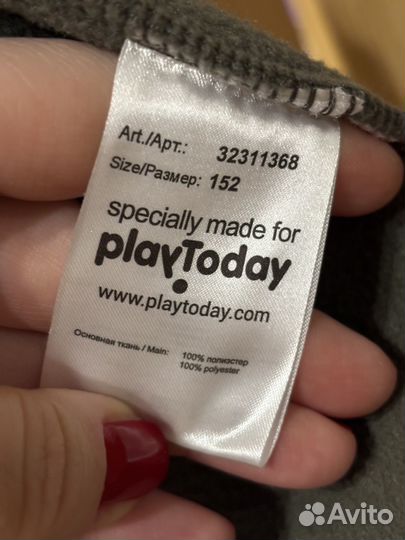 Art./Арт.: 32311368
Size/Размер: 152
specially made for
playToday
www.playtoday.com
Основная ткань / Main: 100% полиэстер
100% polyester
Avito